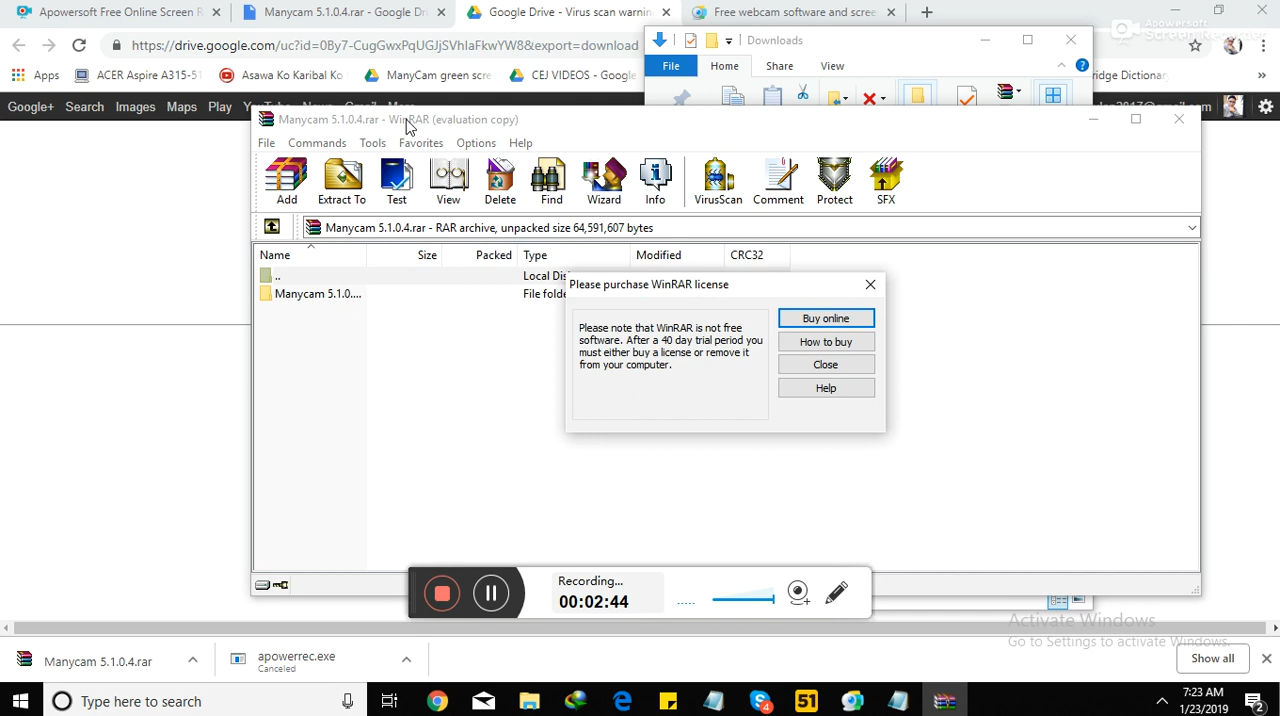 Apowersoft Free Online Screen R
Manycam 5.1.0.4.rar - Google Dri
Google Drive - Virus scan warnin
Free webcam software and scree
https://drive.google.com/uc?id=0By7-CugGwxPqUGJjSVhIaFkwYW8&export=download
Apps
ACER Aspire A315-51
Asawa Ko Karibal Ko
ManyCam green scre
CEJ VIDEOS - Google
ridge Dictionary
Google+ Search Images Maps Play
Downloads
File Home Share View
Apowersoft
Screen Recorder
Manycam 5.1.0.4.rar - WinRAR (evaluation copy)
File Commands Tools Favorites Options Help
Add Extract To Test View Delete Find Wizard Info VirusScan Comment Protect SFX
Manycam 5.1.0.4.rar - RAR archive, unpacked size 64,591,607 bytes
Name Size Packed Type Modified CRC32
.. Local Dis
Manycam 5.1.0.... File folde
Please purchase WinRAR license
Please note that WinRAR is not free
software. After a 40 day trial period you
must either buy a license or remove it
from your computer.
Buy online
How to buy
Close
Help
Recording...
00:02:44
Activate Windows
Go to Settings to activate Windows.
Manycam 5.1.0.4.rar
apowerrec.exe
Canceled
Show all
Type here to search
4
51
7:23 AM
1/23/2019
2